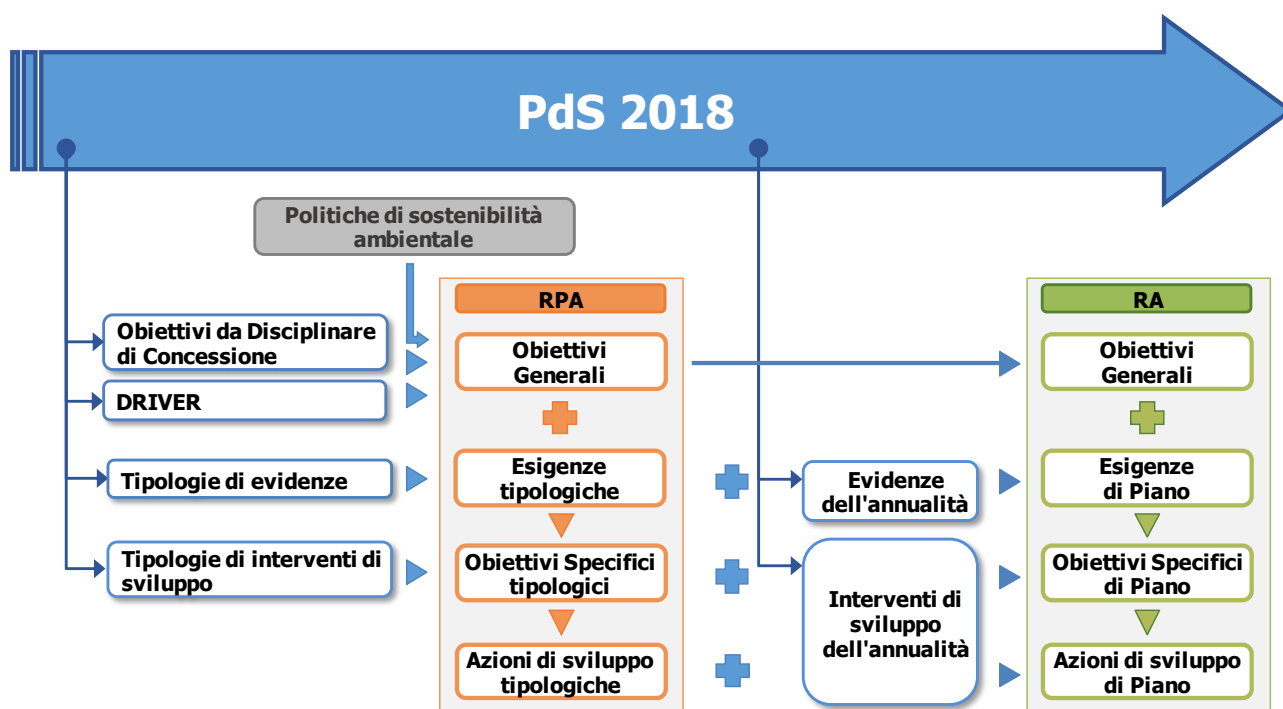 PdS 2018
Politiche di sostenibilità
ambientale
RPA
RA
Obiettivi da Disciplinare
di Concessione
Obiettivi
Generali
Obiettivi
Generali
DRIVER
Tipologie di evidenze
Esigenze
tipologiche
Evidenze
dell'annualità
Esigenze
di Piano
Tipologie di interventi di
sviluppo
Obiettivi Specifici
tipologici
Interventi di
sviluppo
dell'annualità
Obiettivi Specifici
di Piano
Azioni di sviluppo
tipologiche
Azioni di sviluppo
di Piano